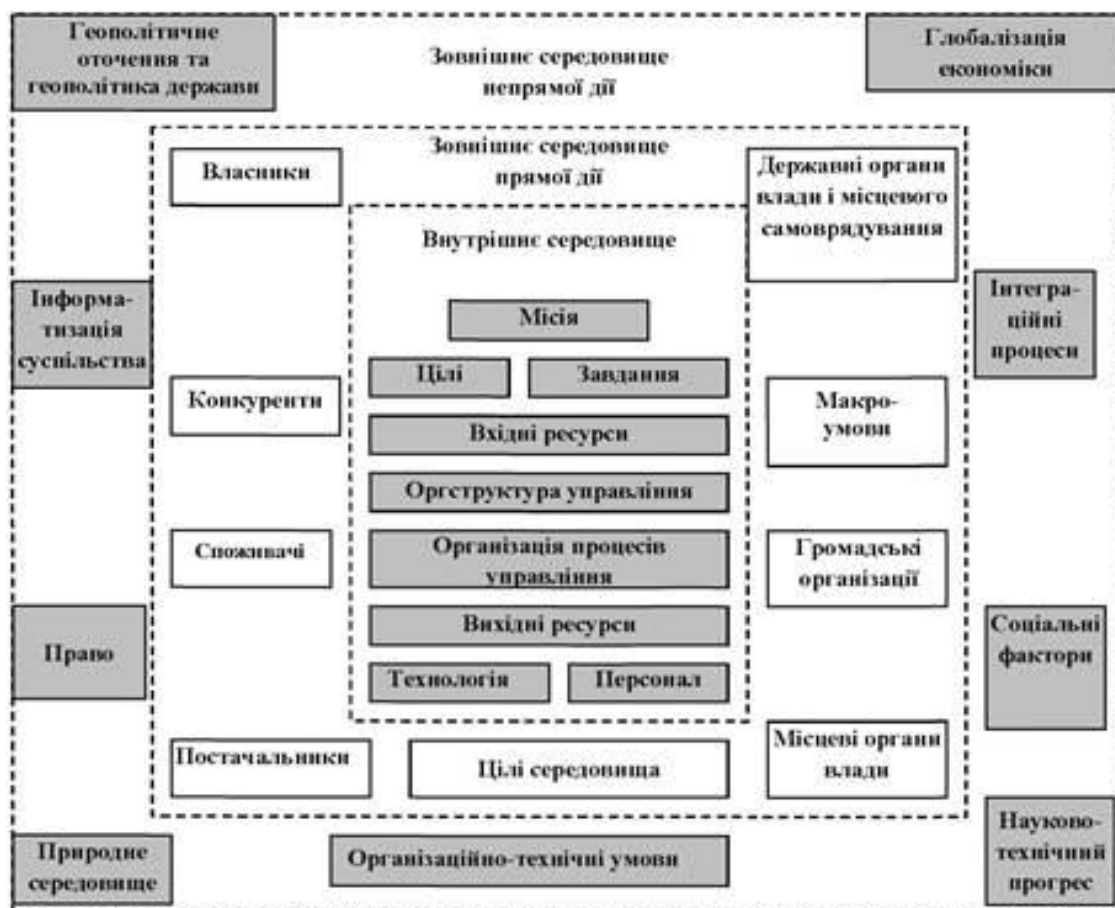 Геополітичне
оточення та
геополітика держави
Зовнішнє середовище
непрямої дії
Глобалізація
економіки
Зовнішнє середовище
прямої дії
Власники
Державні органи
влади і місцевого
самоврядування
Внутрішнє середовище
Інформа-
тизація
суспільства
Інтегра-
ційні
процеси
Місія
Цілі
Завдання
Конкуренти
Макро-
умови
Вхідні ресурси
Оргструктура управління
Споживачі
Організація процесів
управління
Громадські
організації
Право
Вихідні ресурси
Соціальні
фактори
Технологія
Персонал
Постачальники
Цілі середовища
Місцеві органи
влади
Природне
середовище
Організаційно-технічні умови
Науково-
технічний
прогрес